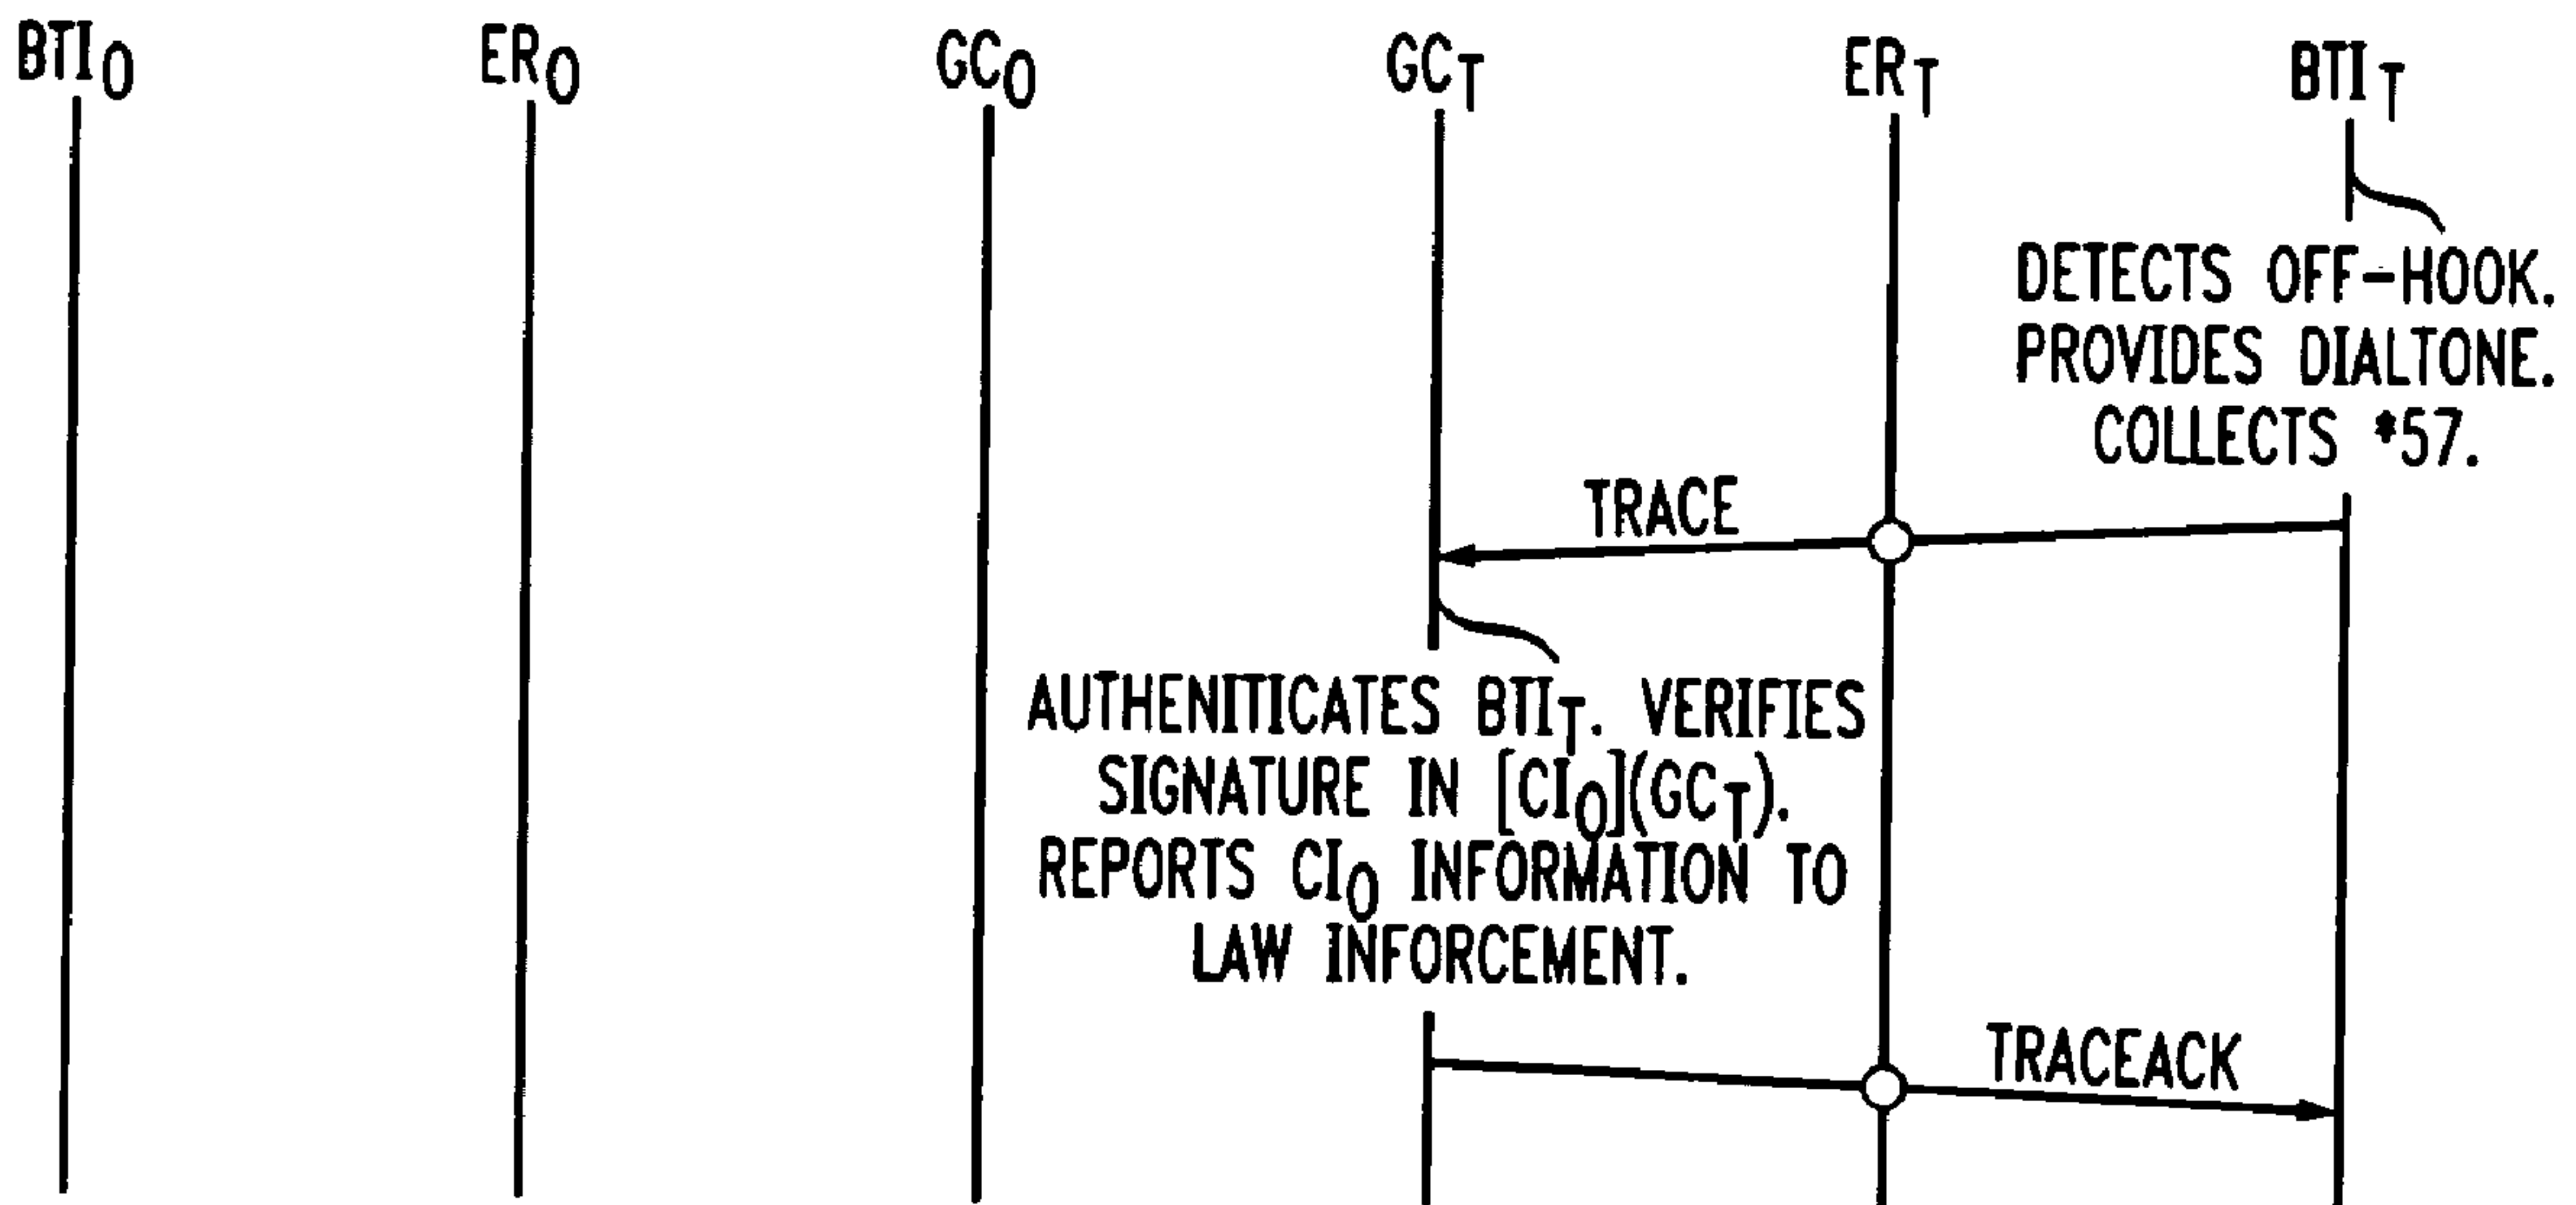 BTIO ERO GCO GCT ERT BTIT
DETECTS OFF-HOOK.
PROVIDES DIALTONE.
COLLECTS *57.
TRACE
AUTHENITICATES BTIT. VERIFIES
SIGNATURE IN [CIO](GCT).
REPORTS CIO INFORMATION TO
LAW INFORCEMENT.
TRACEACK